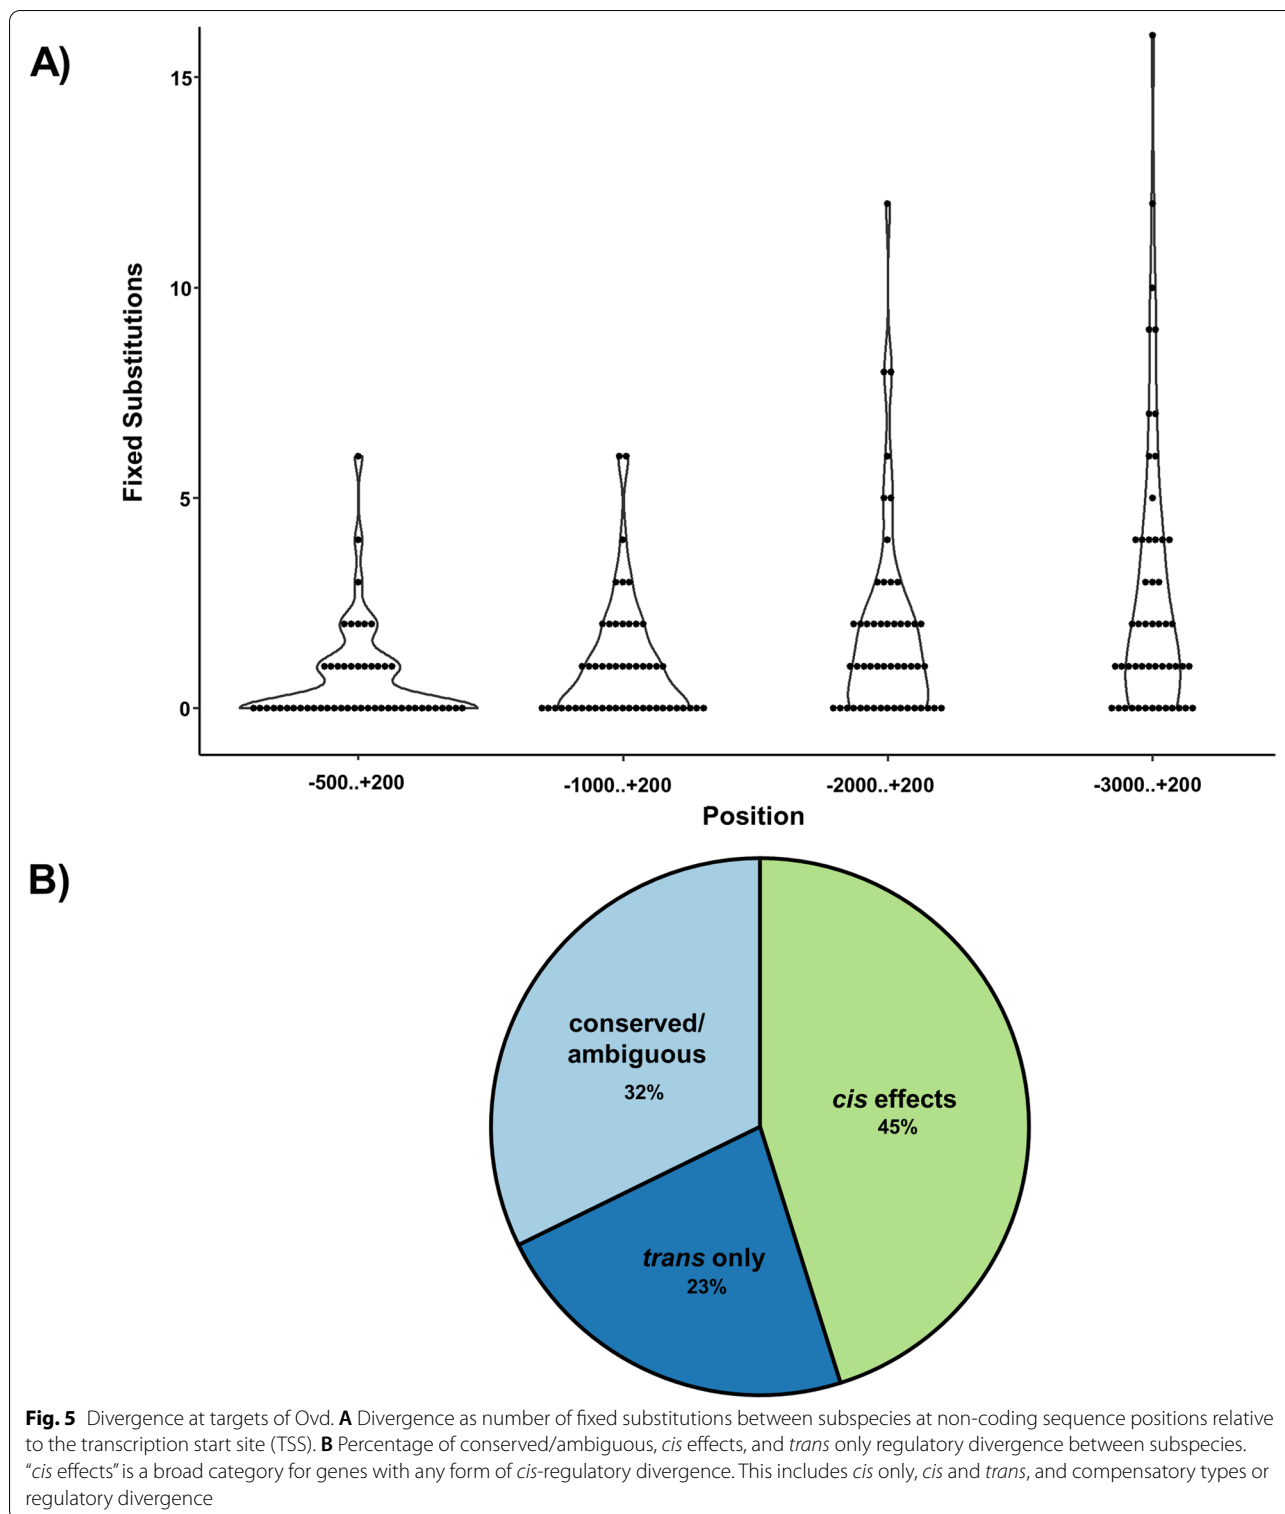 A)
15
10
5
0
Fixed Substitutions
-500..+200
-1000..+200
-2000..+200
-3000..+200
Position
B)
conserved/
ambiguous
32%
cis effects
45%
trans only
23%
Fig. 5 Divergence at targets of Ovd. A Divergence as number of fixed substitutions between subspecies at non-coding sequence positions relative
to the transcription start site (TSS). B Percentage of conserved/ambiguous, cis effects, and trans only regulatory divergence between subspecies.
“cis effects” is a broad category for genes with any form of cis-regulatory divergence. This includes cis only, cis and trans, and compensatory types or
regulatory divergence